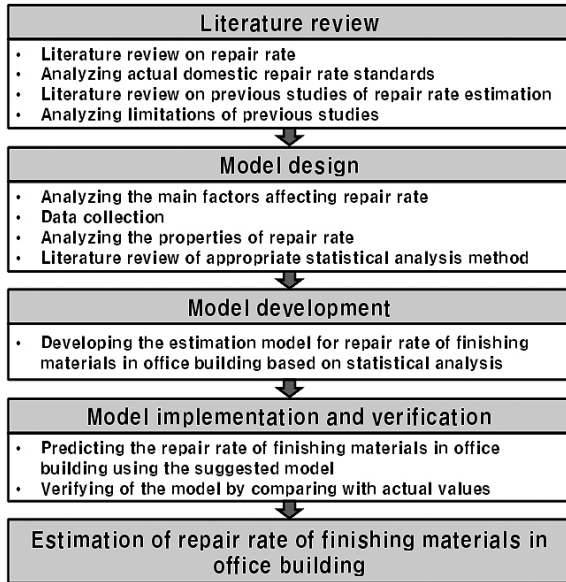 Literature review
• Literature review on repair rate
• Analyzing actual domestic repair rate standards
• Literature review on previous studies of repair rate estimation
• Analyzing limitations of previous studies
Model design
• Analyzing the main factors affecting repair rate
• Data collection
• Analyzing the properties of repair rate
• Literature review of appropriate statistical analysis method
Model development
• Developing the estimation model for repair rate of finishing
materials in office building based on statistical analysis
Model implementation and verification
• Predicting the repair rate of finishing materials in office
building using the suggested model
• Verifying of the model by comparing with actual values
Estimation of repair rate of finishing materials in
office building